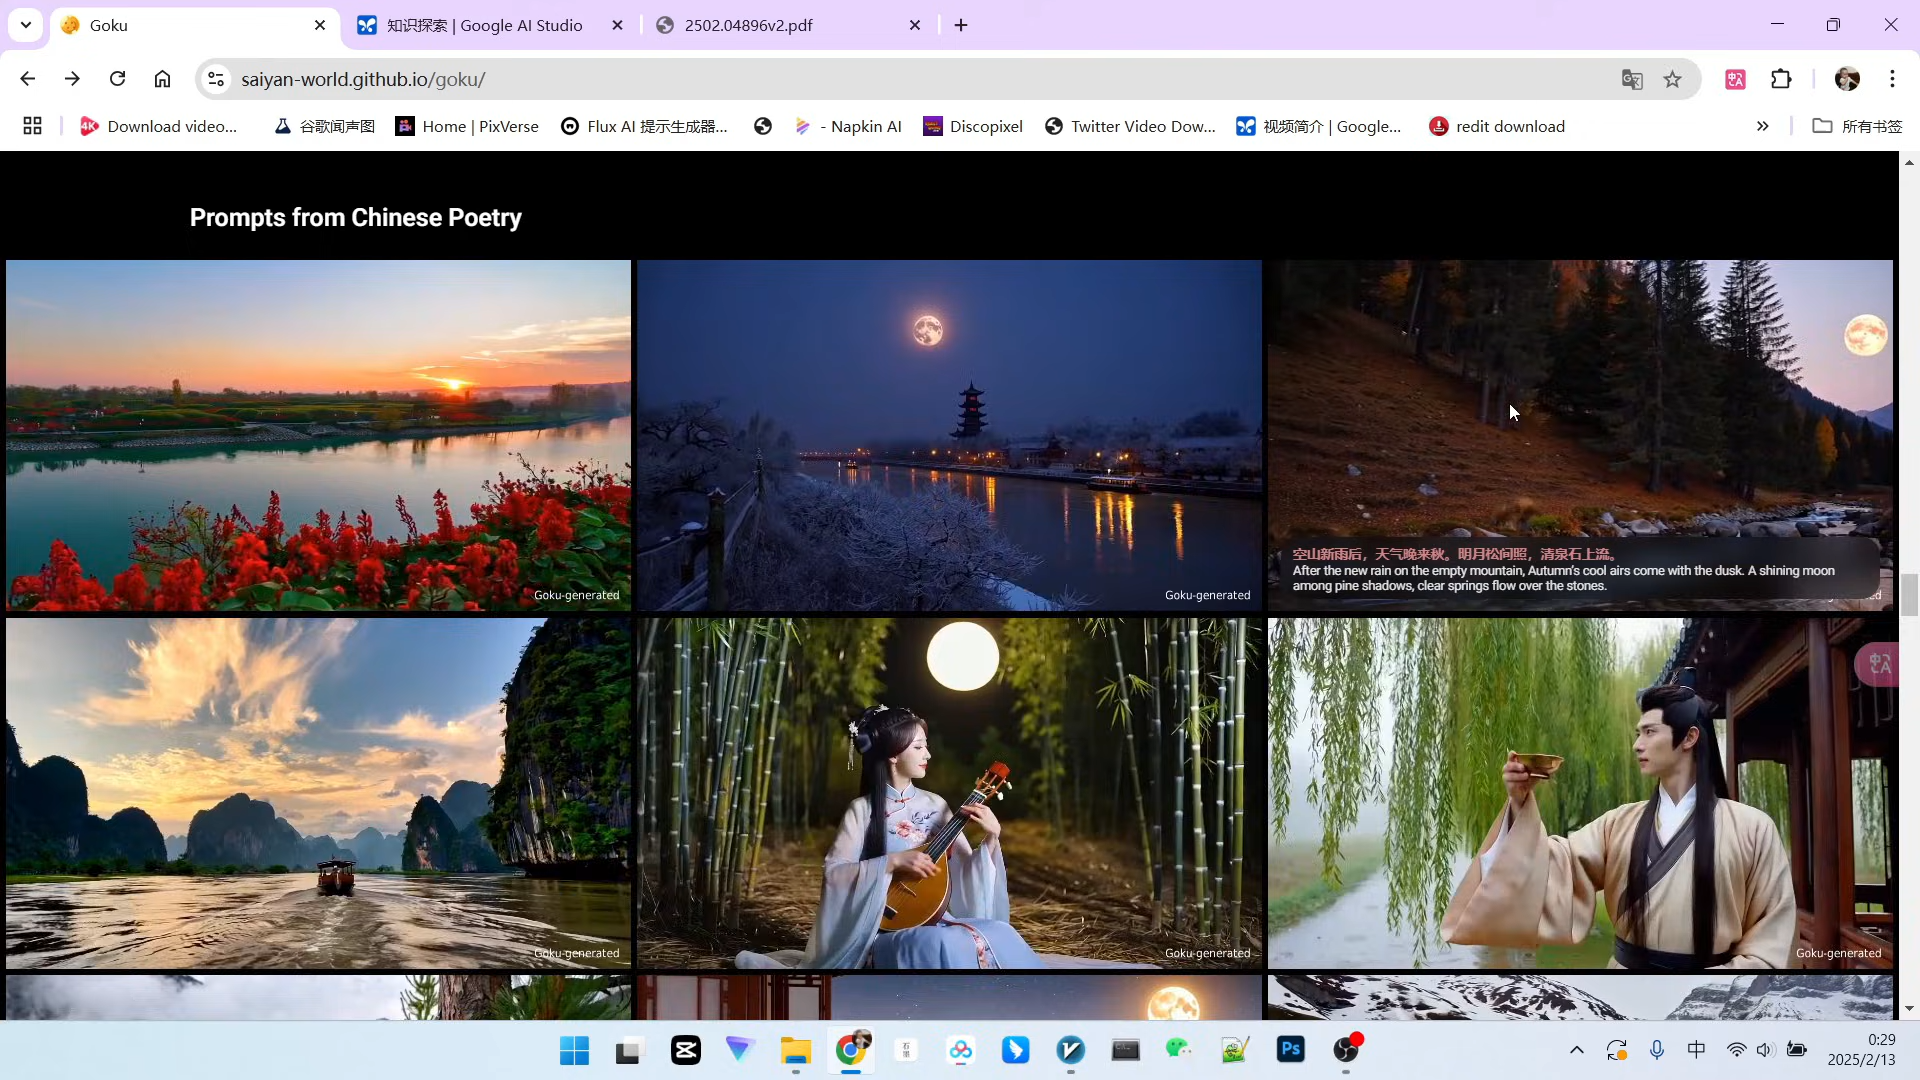 Goku
知识探索 | Google AI Studio
2502.04896v2.pdf
saiyan-world.github.io/goku/
Download video...
谷歌闻声图
Home | PixVerse
Flux AI 提示生成器...
- Napkin AI
Discopixel
Twitter Video Dow...
视频简介 | Google...
redit download
所有书签
Prompts from Chinese Poetry
Goku-generated
Goku-generated
空山新雨后，天气晚来秋。明月松间照，清泉石上流。
After the new rain on the empty mountain, Autumn's cool airs come with the dusk. A shining moon
among pine shadows, clear springs flow over the stones.
Goku-generated
Goku-generated
Goku-generated
中
0:29
2025/2/13